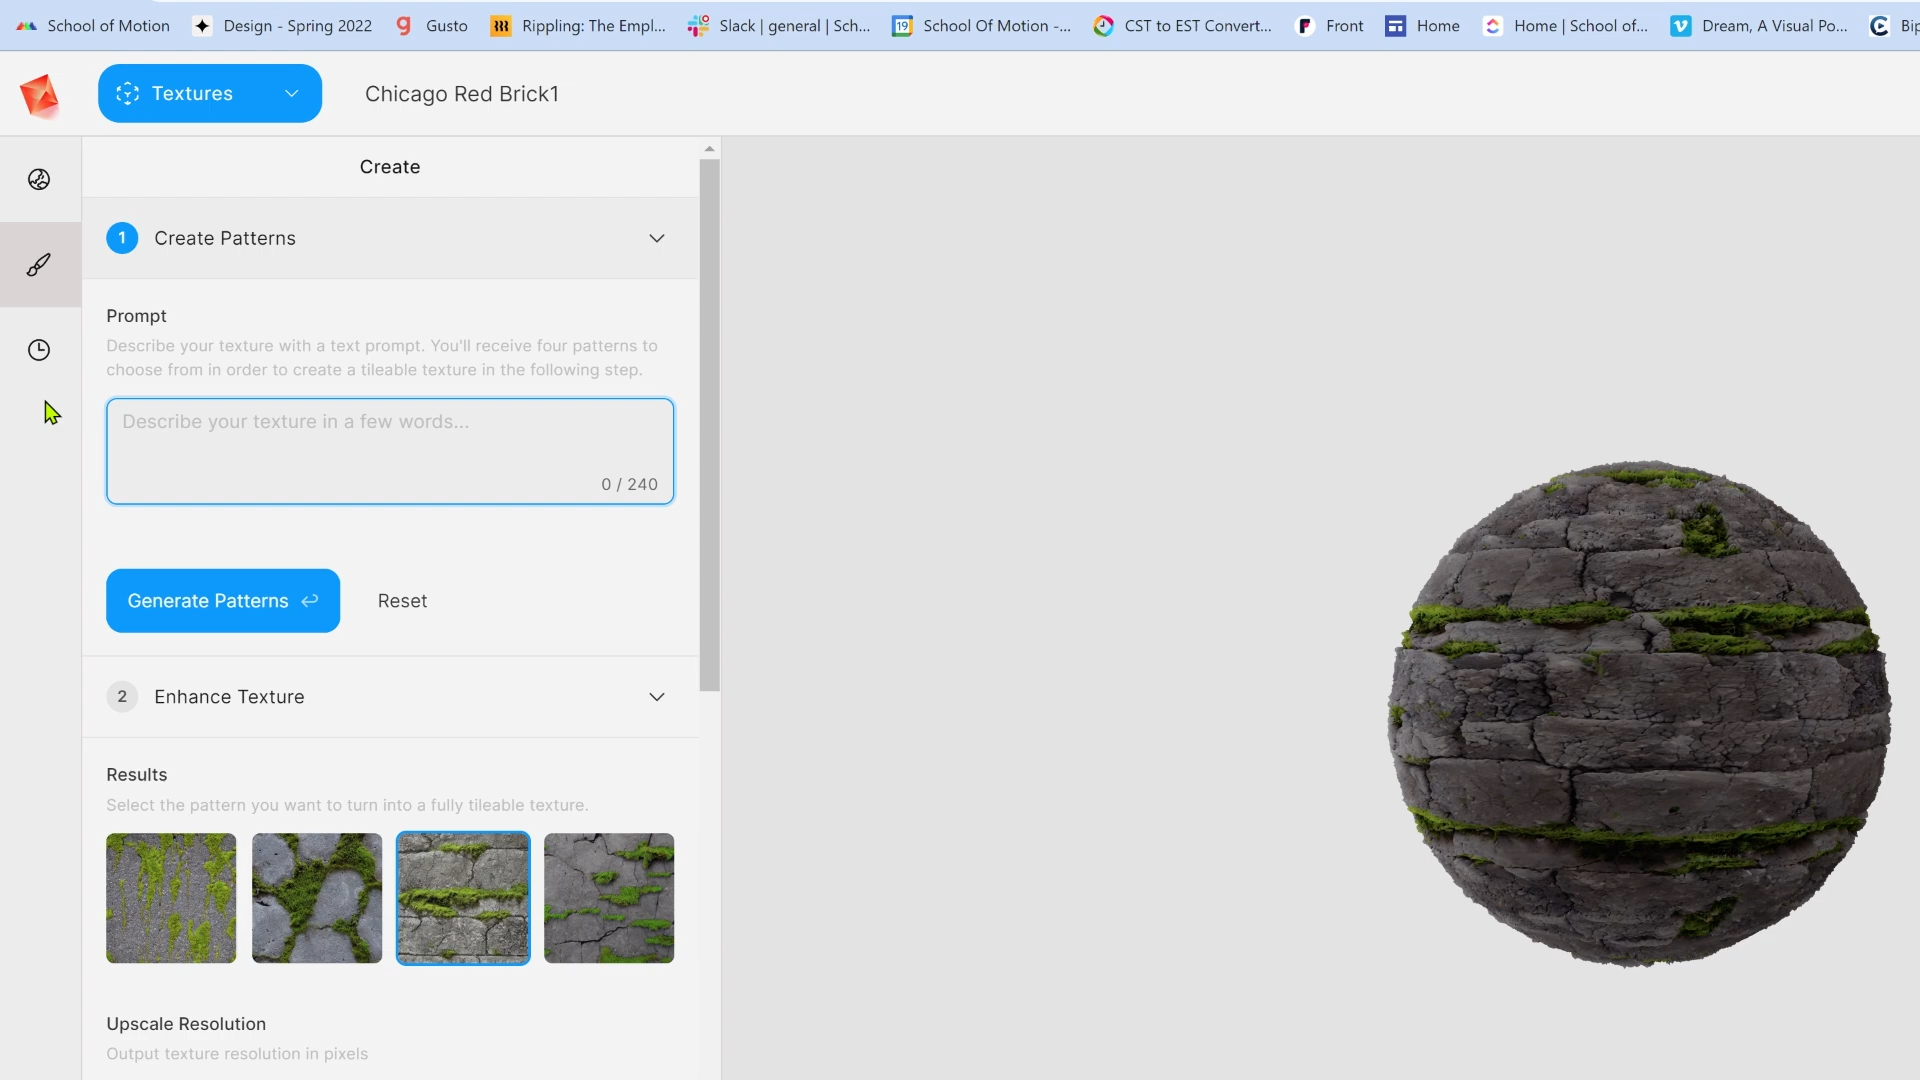 School of Motion
Design - Spring 2022
Gusto
Rippling: The Empl...
Slack | general | Sch...
19
School Of Motion -...
CST to EST Convert...
Front
Home
Home | School of...
Dream, A Visual Po...
Textures
Chicago Red Brick1
Create
1 Create Patterns
Prompt
Describe your texture with a text prompt. You'll receive four patterns to
choose from in order to create a tileable texture in the following step.
Describe your texture in a few words...
0 / 240
Generate Patterns
Reset
2 Enhance Texture
Results
Select the pattern you want to turn into a fully tileable texture.
Upscale Resolution
Output texture resolution in pixels